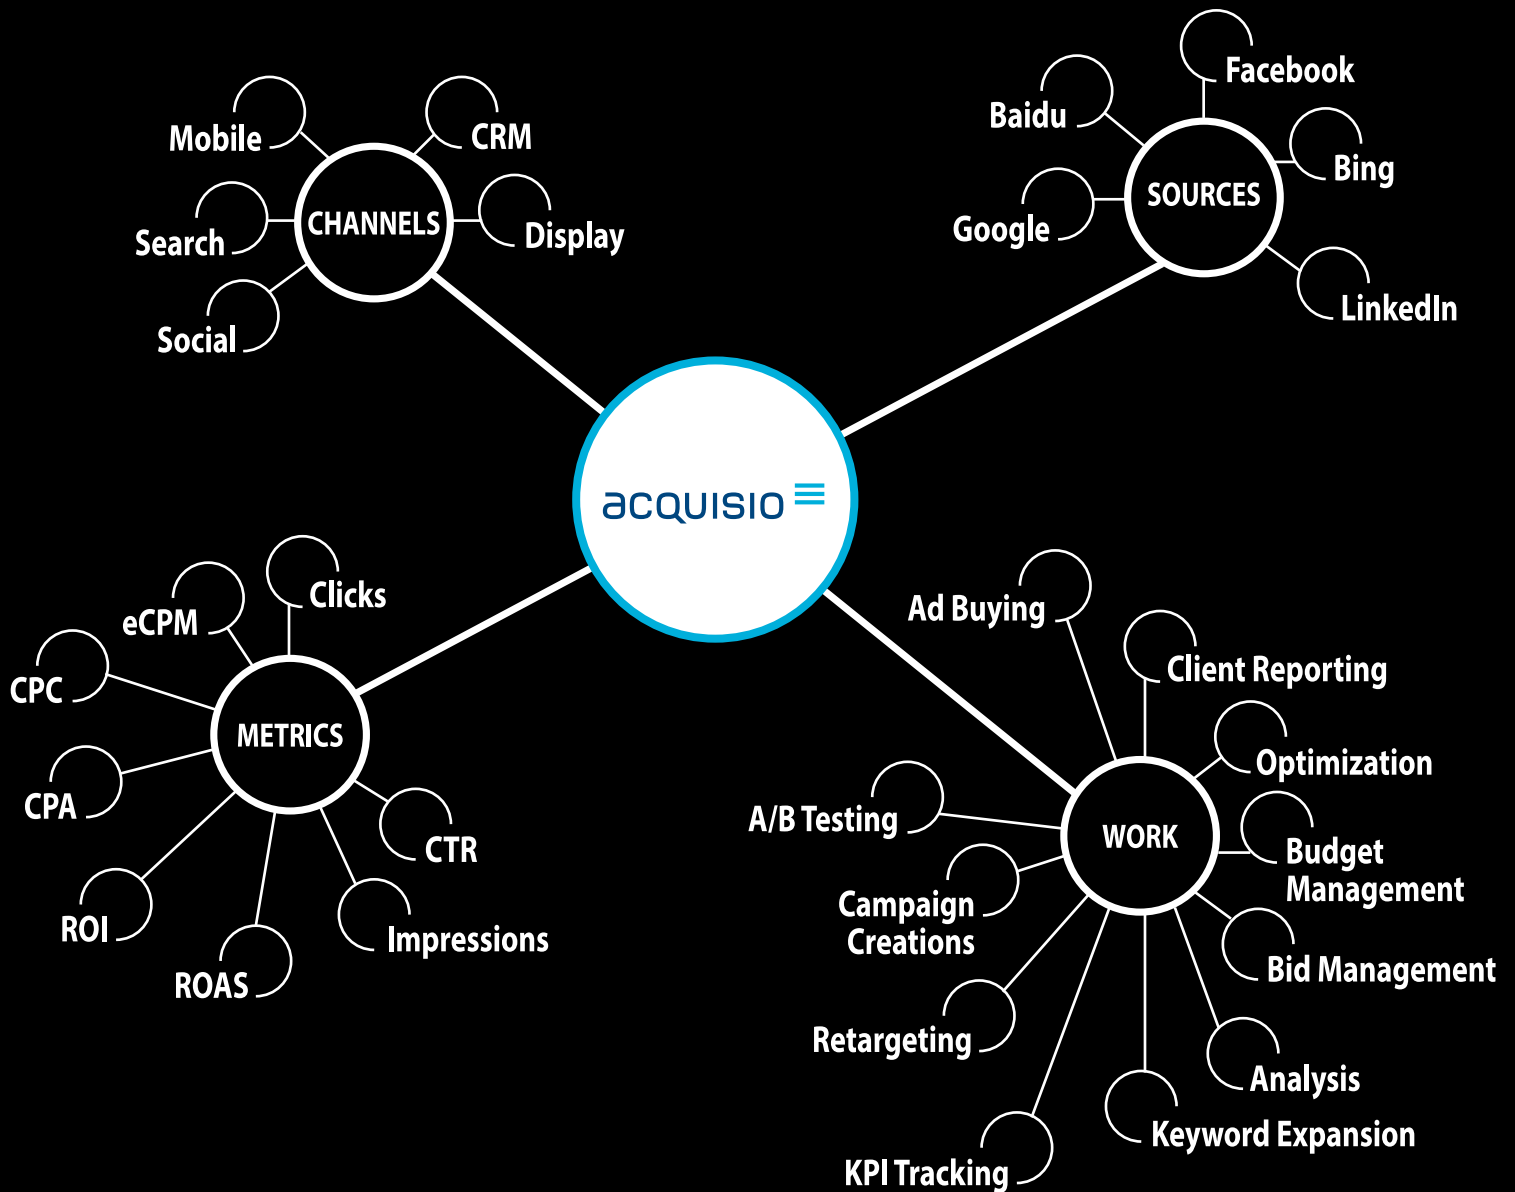 Mobile
CRM
CHANNELS
Search
Display
Social
Facebook
Baidu
Bing
SOURCES
Google
LinkedIn
acquisio
Clicks
eCPM
CPC
METRICS
CPA
CTR
ROI
Impressions
ROAS
Ad Buying
Client Reporting
Optimization
A/B Testing
WORK
Budget
Management
Campaign
Creations
Bid Management
Retargeting
Analysis
Keyword Expansion
KPI Tracking